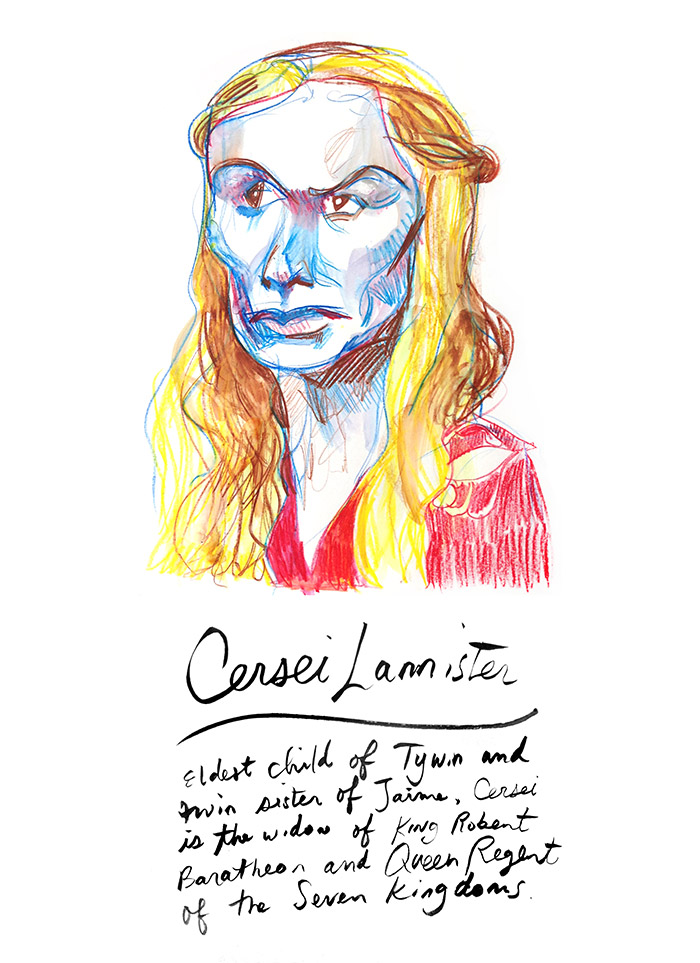 Cersei Lannister
Eldest child of Tywin and
twin sister of Jaime, Cersei
is the widow of King Robert
Baratheon and Queen Regent
of the Seven Kingdoms.